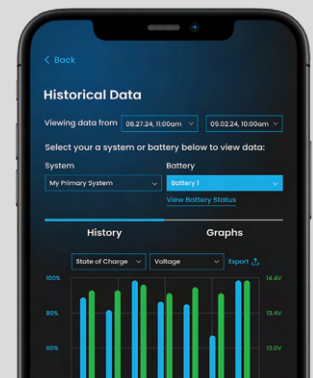 < Back
Historical Data
Viewing data from 08.27.24, 11:00am 09.02.24, 10:00am
Select your a system or battery below to view data:
System Battery
My Primary System Battery 1
View Battery Status
History Graphs
State of Charge Voltage Export
100% 14.4V
80% 13.4V
90% 13.0V